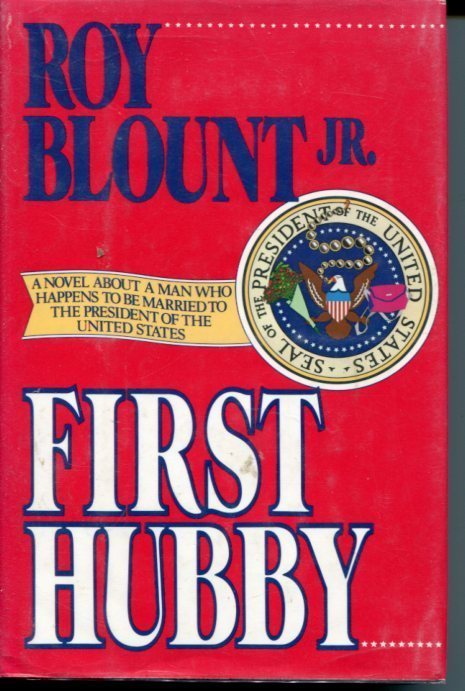 ROY
BLOUNT JR.
A NOVEL ABOUT A MAN WHO
HAPPENS TO BE MARRIED TO
THE PRESIDENT OF THE
UNITED STATES
SEAL OF THE PRESIDENT OF THE UNITED STATES
FIRST
HUBBY